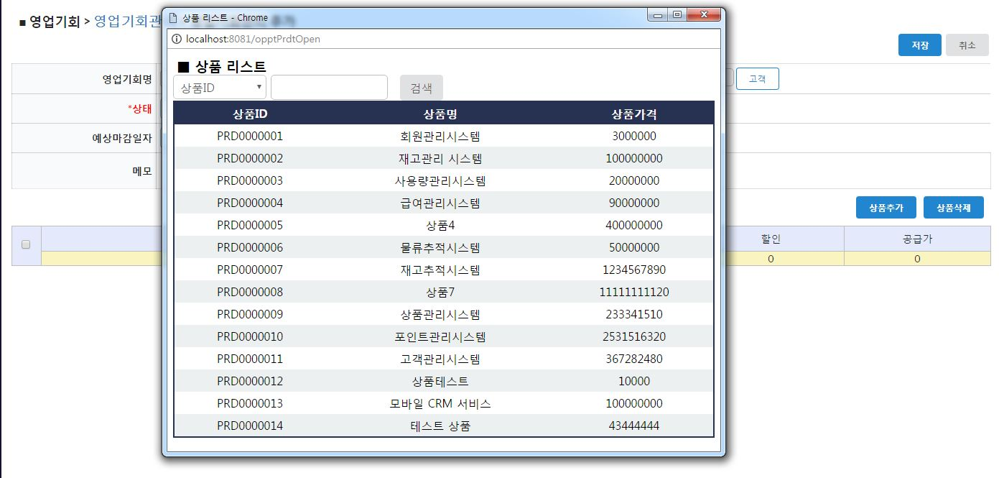 ■ 영업기회 > 영업기회관
상품 리스트 - Chrome
localhost:8081/opptPrdtOpen
저장 취소
■ 상품 리스트
영업기회명 고객
상품ID 검색
*상태
예상마감일자
메모
상품ID 상품명 상품가격
PRD0000001 회원관리시스템 3000000
PRD0000002 재고관리 시스템 100000000
PRD0000003 사용량관리시스템 20000000
PRD0000004 급여관리시스템 90000000
PRD0000005 상품4 400000000
PRD0000006 물류추적시스템 50000000
PRD0000007 재고추적시스템 1234567890
PRD0000008 상품7 11111111120
PRD0000009 상품관리시스템 233341510
PRD0000010 포인트관리시스템 2531516320
PRD0000011 고객관리시스템 367282480
PRD0000012 상품테스트 10000
PRD0000013 모바일 CRM 서비스 100000000
PRD0000014 테스트 상품 43444444
상품추가 상품삭제
할인 공급가
0 0